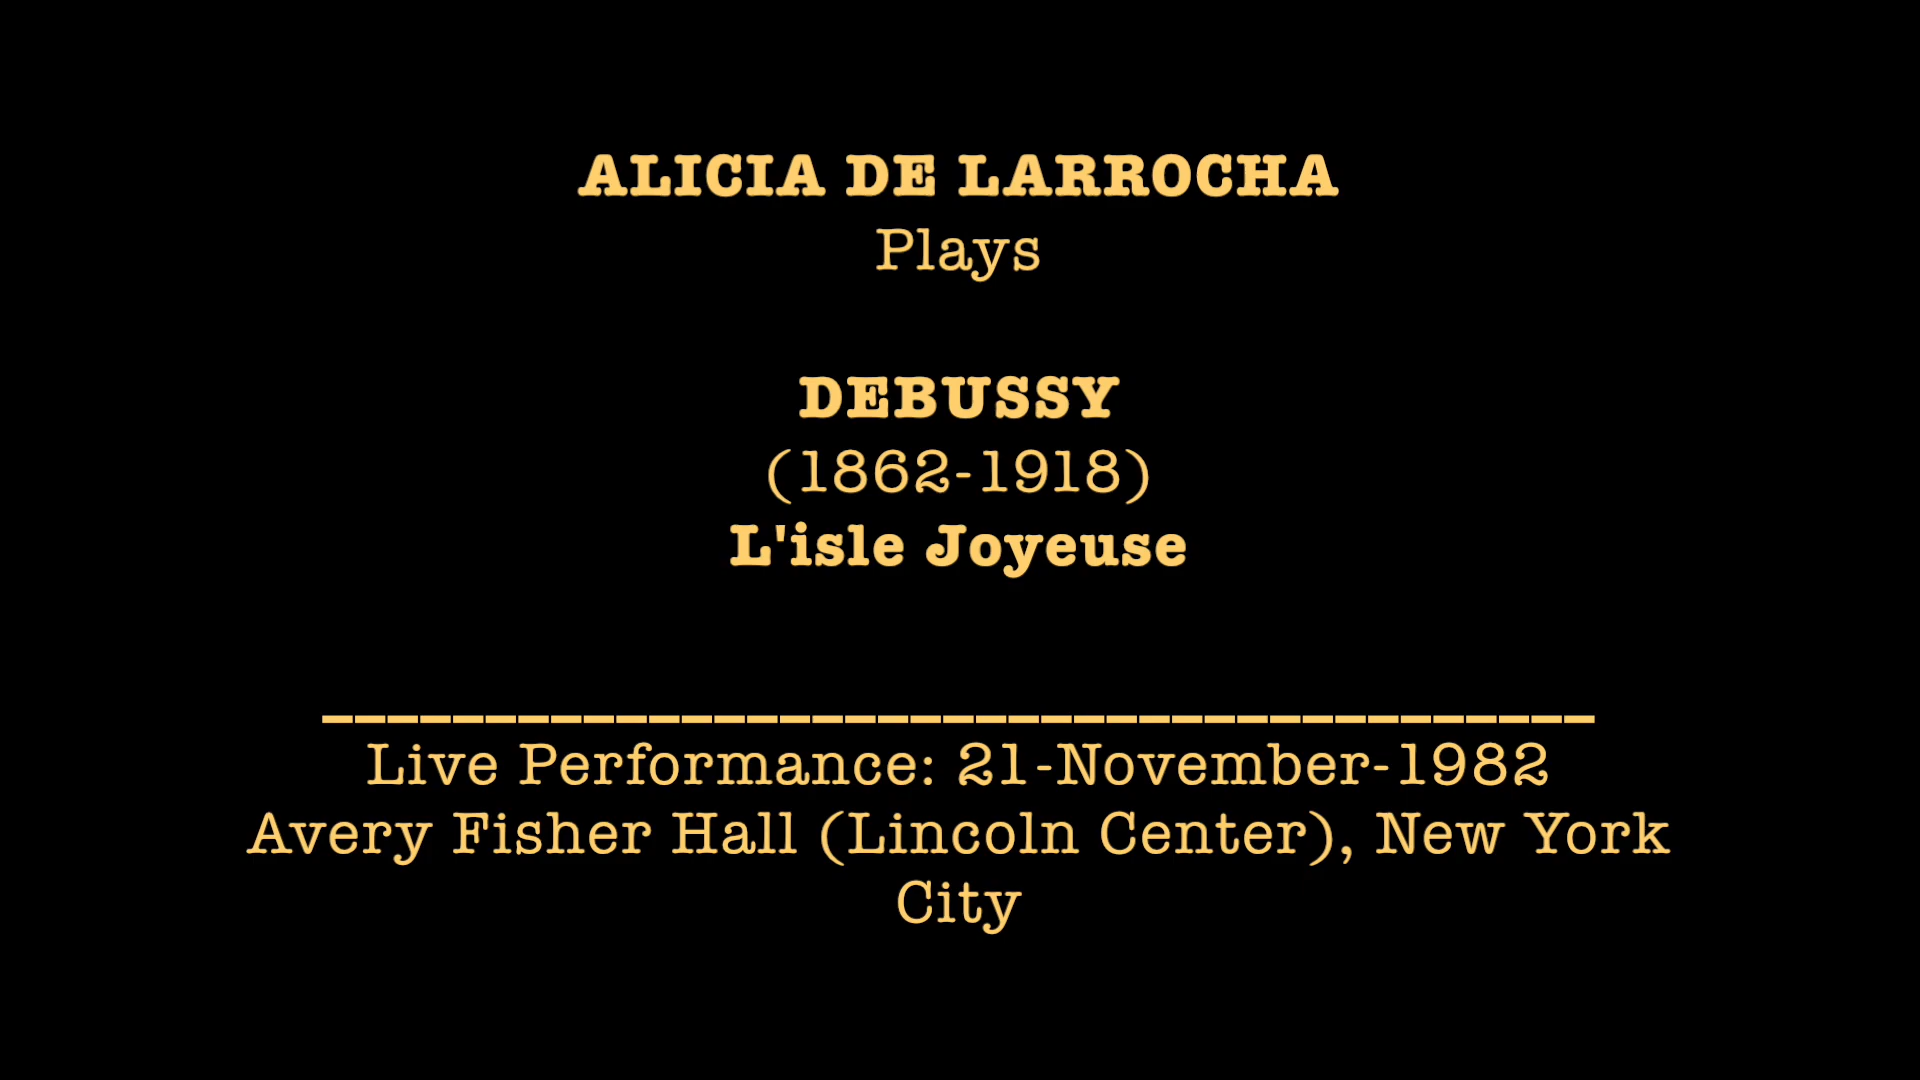 ALICIA DE LARROCHA
Plays
DEBUSSY
(1862-1918)
L'isle Joyeuse
_______________________________________
Live Performance: 21-November-1982
Avery Fisher Hall (Lincoln Center), New York
City